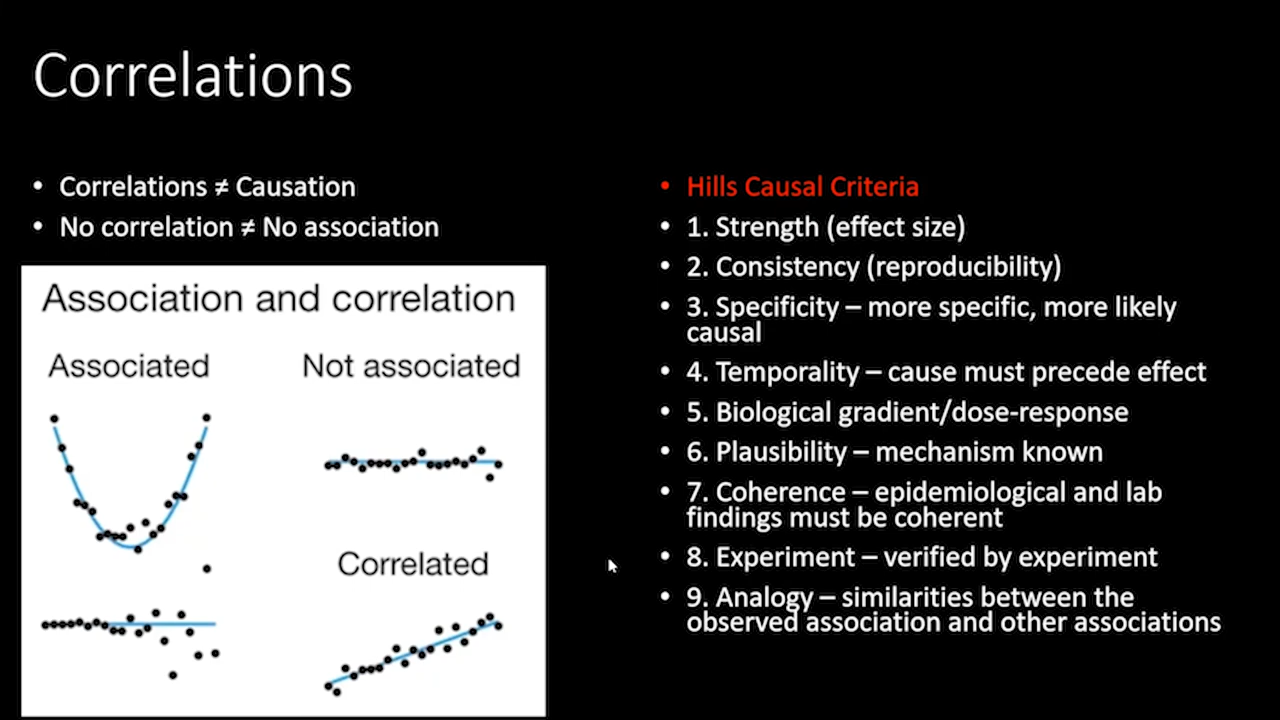 Correlations
• Correlations ≠ Causation
• No correlation ≠ No association
Association and correlation
Associated
Not associated
Correlated
• Hills Causal Criteria
• 1. Strength (effect size)
• 2. Consistency (reproducibility)
• 3. Specificity – more specific, more likely
causal
• 4. Temporality – cause must precede effect
• 5. Biological gradient/dose-response
• 6. Plausibility – mechanism known
• 7. Coherence – epidemiological and lab
findings must be coherent
• 8. Experiment – verified by experiment
• 9. Analogy – similarities between the
observed association and other associations